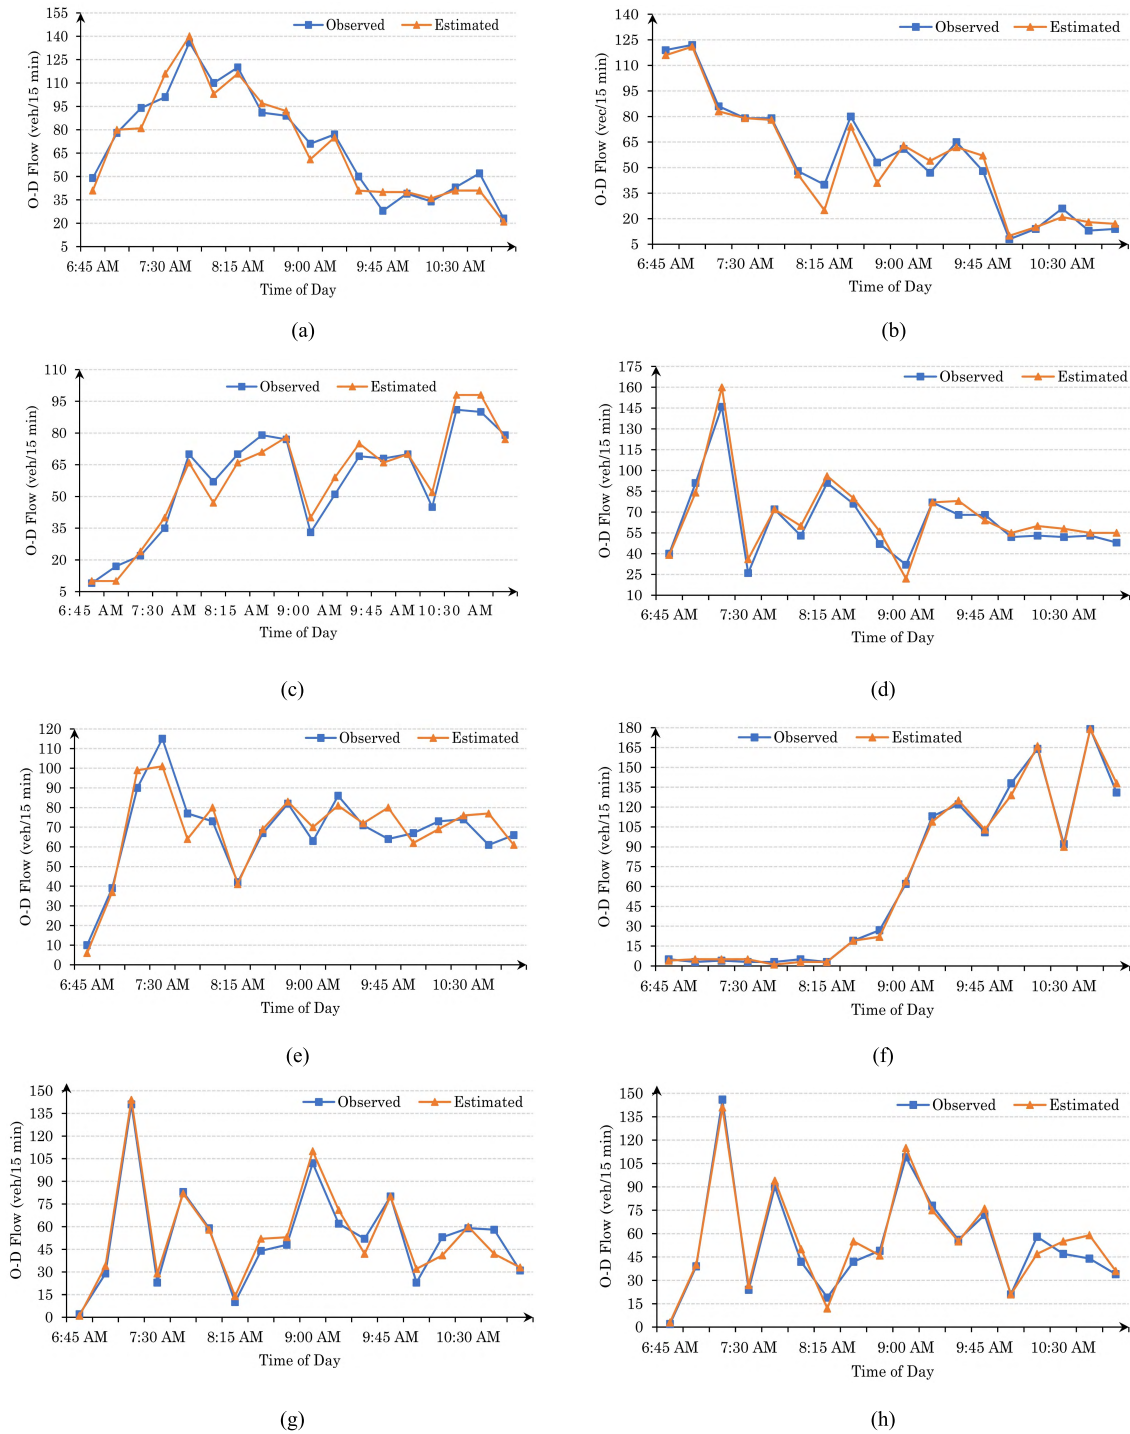 155
140
125
110
95
80
65
50
35
20
5
O-D Flow (veh/15 min)
Observed
Estimated
6:45 AM 7:30 AM 8:15 AM 9:00 AM 9:45 AM 10:30 AM
Time of Day
(a)
140
125
110
95
80
65
50
35
20
5
O-D Flow (vec/15 min)
Observed
Estimated
6:45 AM 7:30 AM 8:15 AM 9:00 AM 9:45 AM 10:30 AM
Time of Day
(b)
110
95
80
65
50
35
20
5
O-D Flow (veh/15 min)
Observed
Estimated
6:45 AM 7:30 AM 8:15 AM 9:00 AM 9:45 AM 10:30 AM
Time of Day
(c)
175
160
145
130
115
100
85
70
55
40
25
10
O-D Flow (veh/15 min)
Observed
Estimated
6:45 AM 7:30 AM 8:15 AM 9:00 AM 9:45 AM 10:30 AM
Time of Day
(d)
120
110
100
90
80
70
60
50
40
30
20
10
0
O-D Flow (veh/15 min)
Observed
Estimated
6:45 AM 7:30 AM 8:15 AM 9:00 AM 9:45 AM 10:30 AM
Time of Day
(e)
180
165
150
135
120
105
90
75
60
45
30
15
0
O-D Flow (veh/15 min)
Observed
Estimated
6:45 AM 7:30 AM 8:15 AM 9:00 AM 9:45 AM 10:30 AM
Time of Day
(f)
150
135
120
105
90
75
60
45
30
15
0
O-D Flow (veh/15 min)
Observed
Estimated
6:45 AM 7:30 AM 8:15 AM 9:00 AM 9:45 AM 10:30 AM
Time of Day
(g)
150
135
120
105
90
75
60
45
30
15
0
O-D Flow (veh/15 min)
Observed
Estimated
6:45 AM 7:30 AM 8:15 AM 9:00 AM 9:45 AM 10:30 AM
Time of Day
(h)